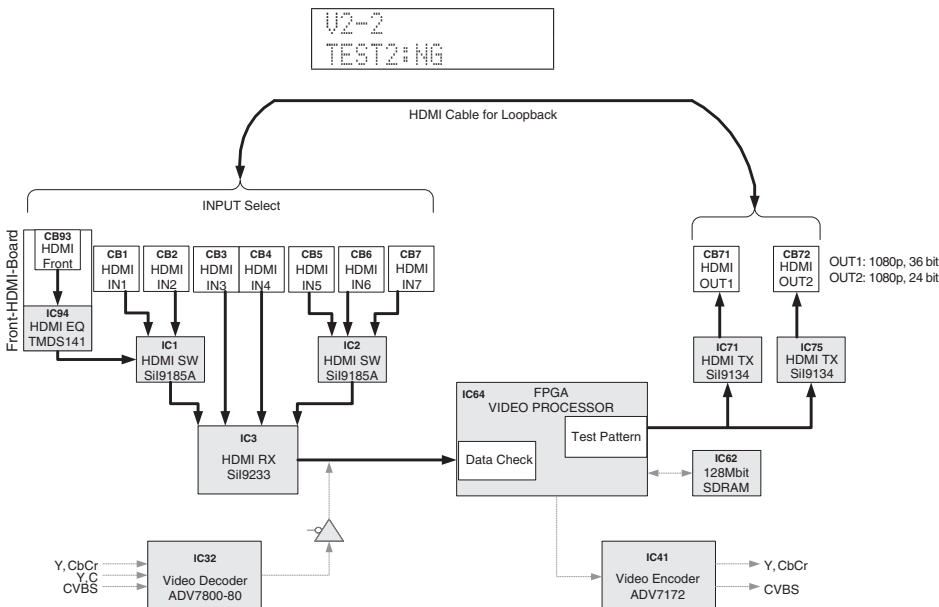 V2-2
TEST2:NG
HDMI Cable for Loopback
INPUT Select
Front-HDMI-Board
CB93
HDMI
Front
CB1
HDMI
IN1
CB2
HDMI
IN2
CB3
HDMI
IN3
CB4
HDMI
IN4
CB5
HDMI
IN5
CB6
HDMI
IN6
CB7
HDMI
IN7
CB71
HDMI
OUT1
CB72
HDMI
OUT2
OUT1: 1080p, 36 bit
OUT2: 1080p, 24 bit
IC94
HDMI EQ
TMDS141
IC1
HDMI SW
SiI9185A
IC2
HDMI SW
SiI9185A
IC71
HDMI TX
SiI9134
IC75
HDMI TX
SiI9134
IC3
HDMI RX
SiI9233
IC64
FPGA
VIDEO PROCESSOR
Data Check
Test Pattern
IC62
128Mbit
SDRAM
Y, CbCr
Y,C
CVBS
IC32
Video Decoder
ADV7800-80
IC41
Video Encoder
ADV7172
Y, CbCr
CVBS